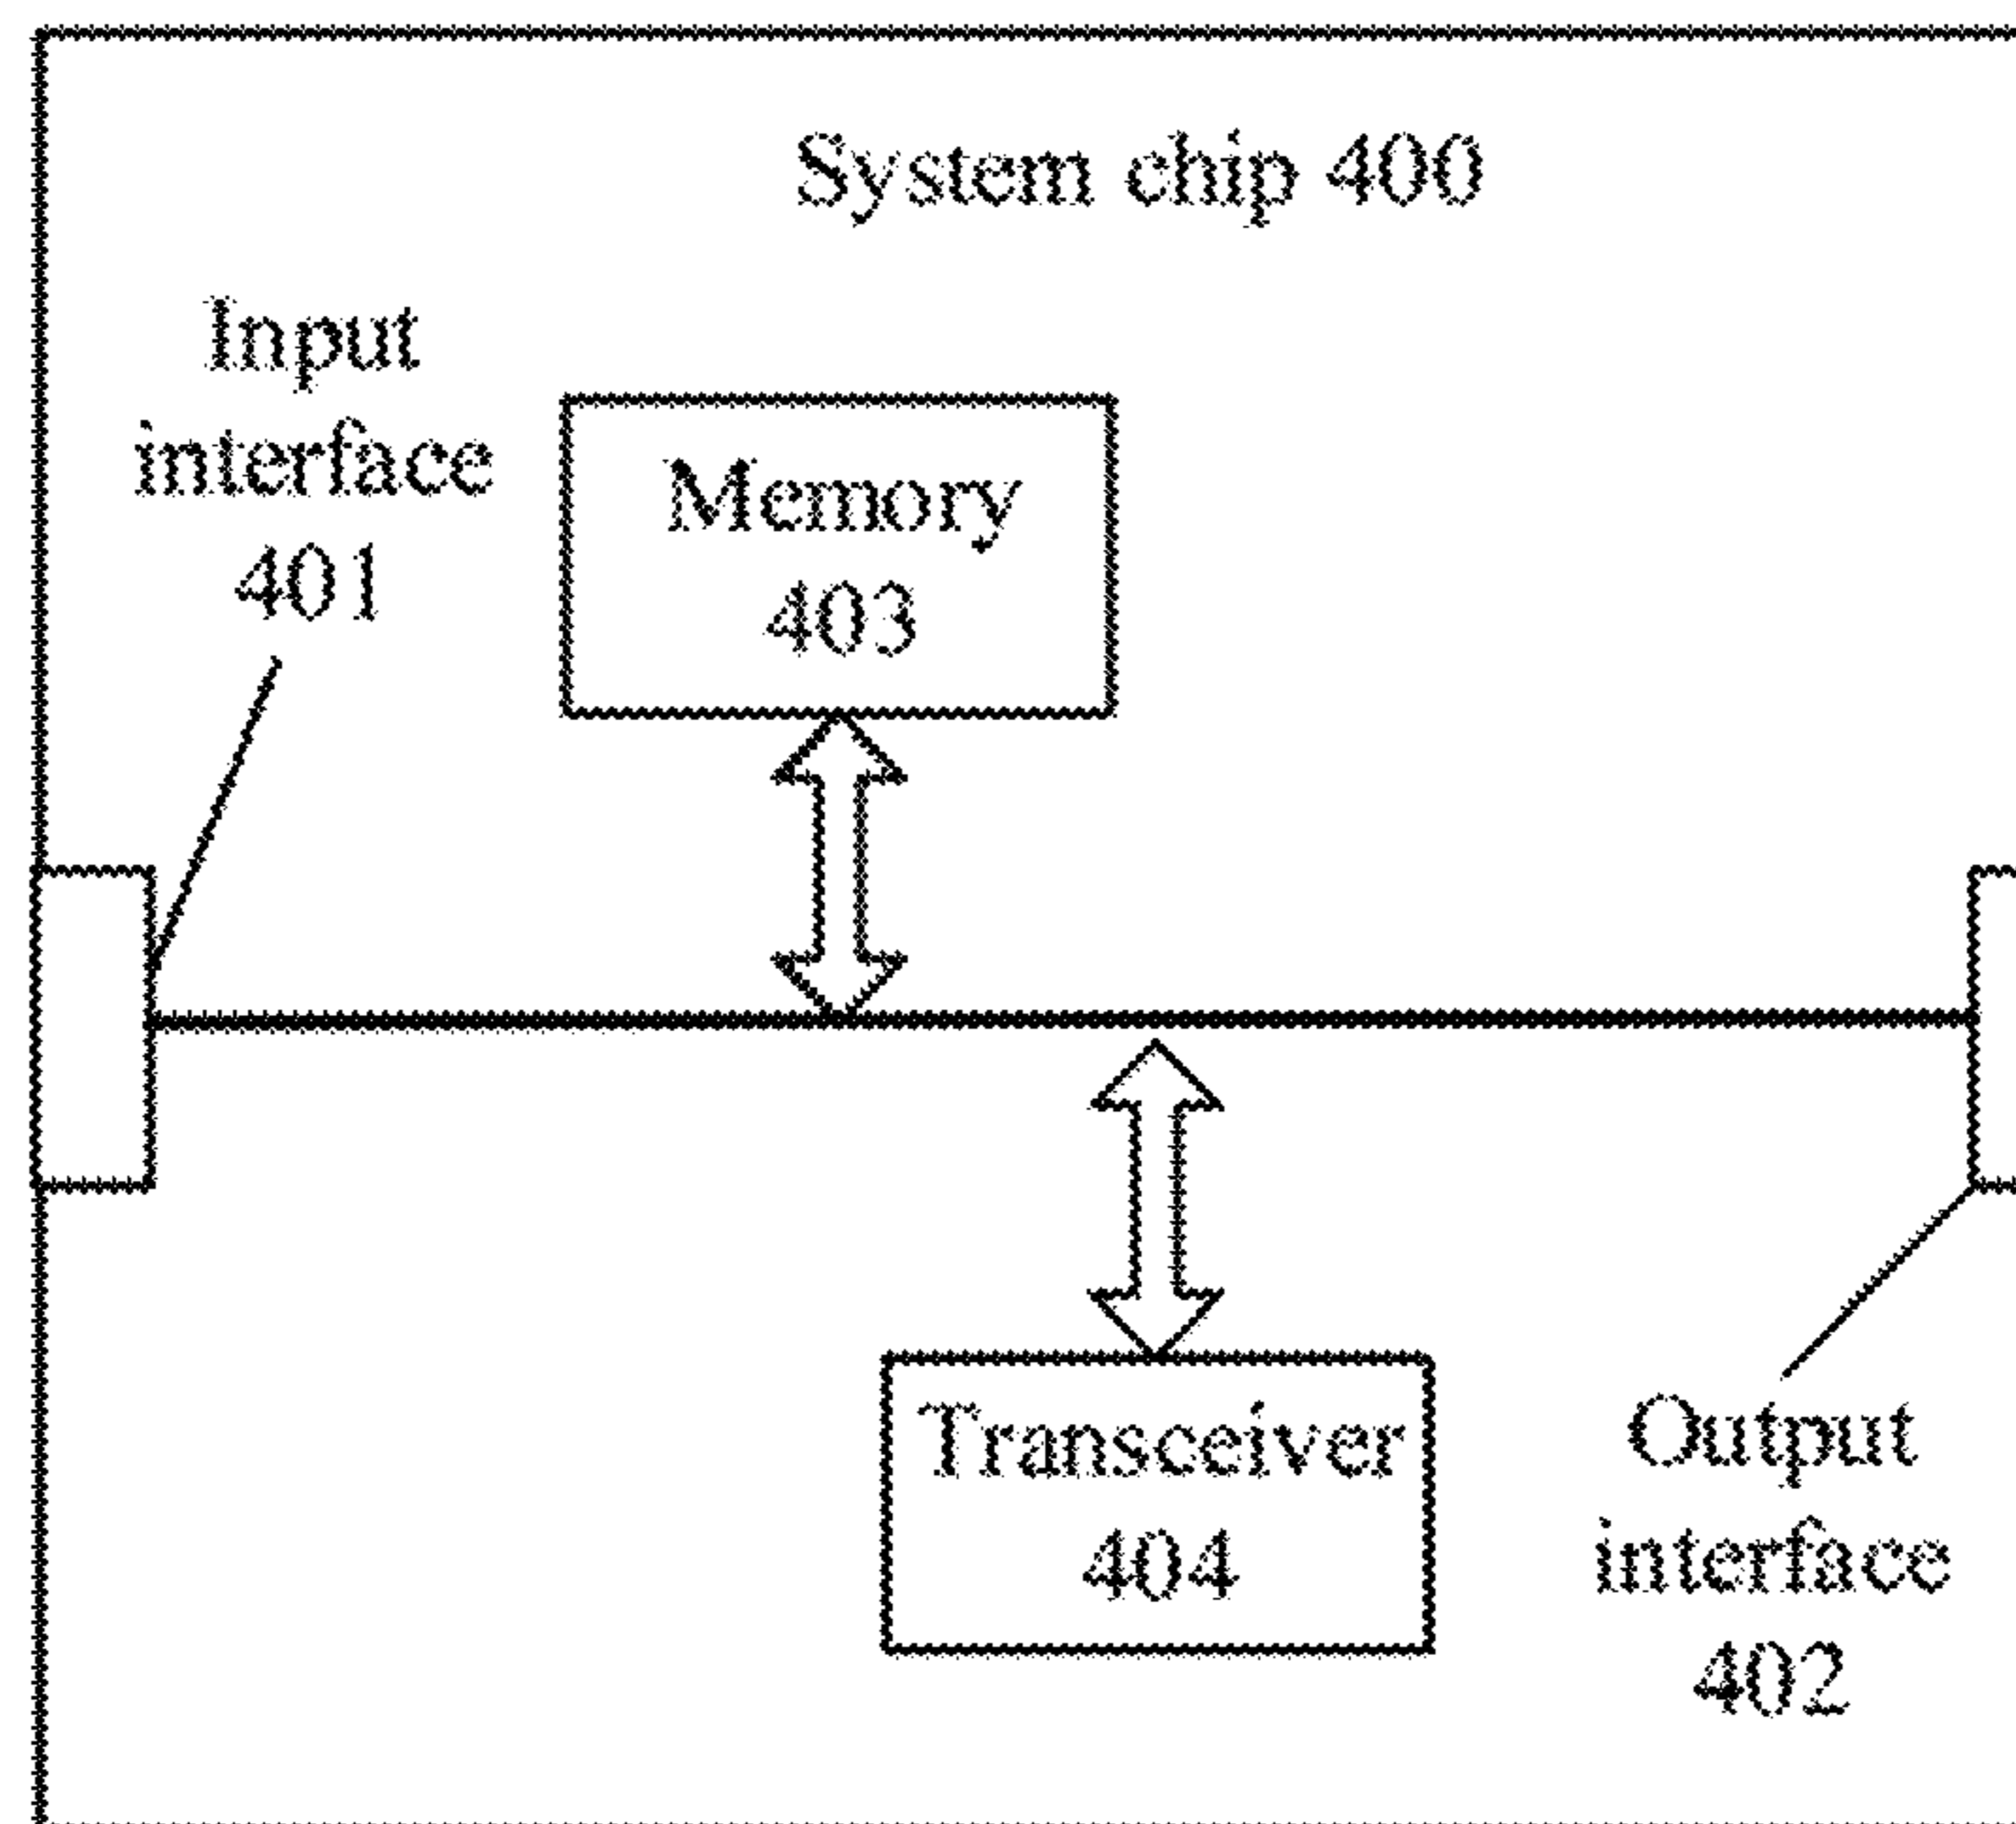 System chip 400
Input
interface
401
Memory
403
Transceiver
404
Output
interface
402